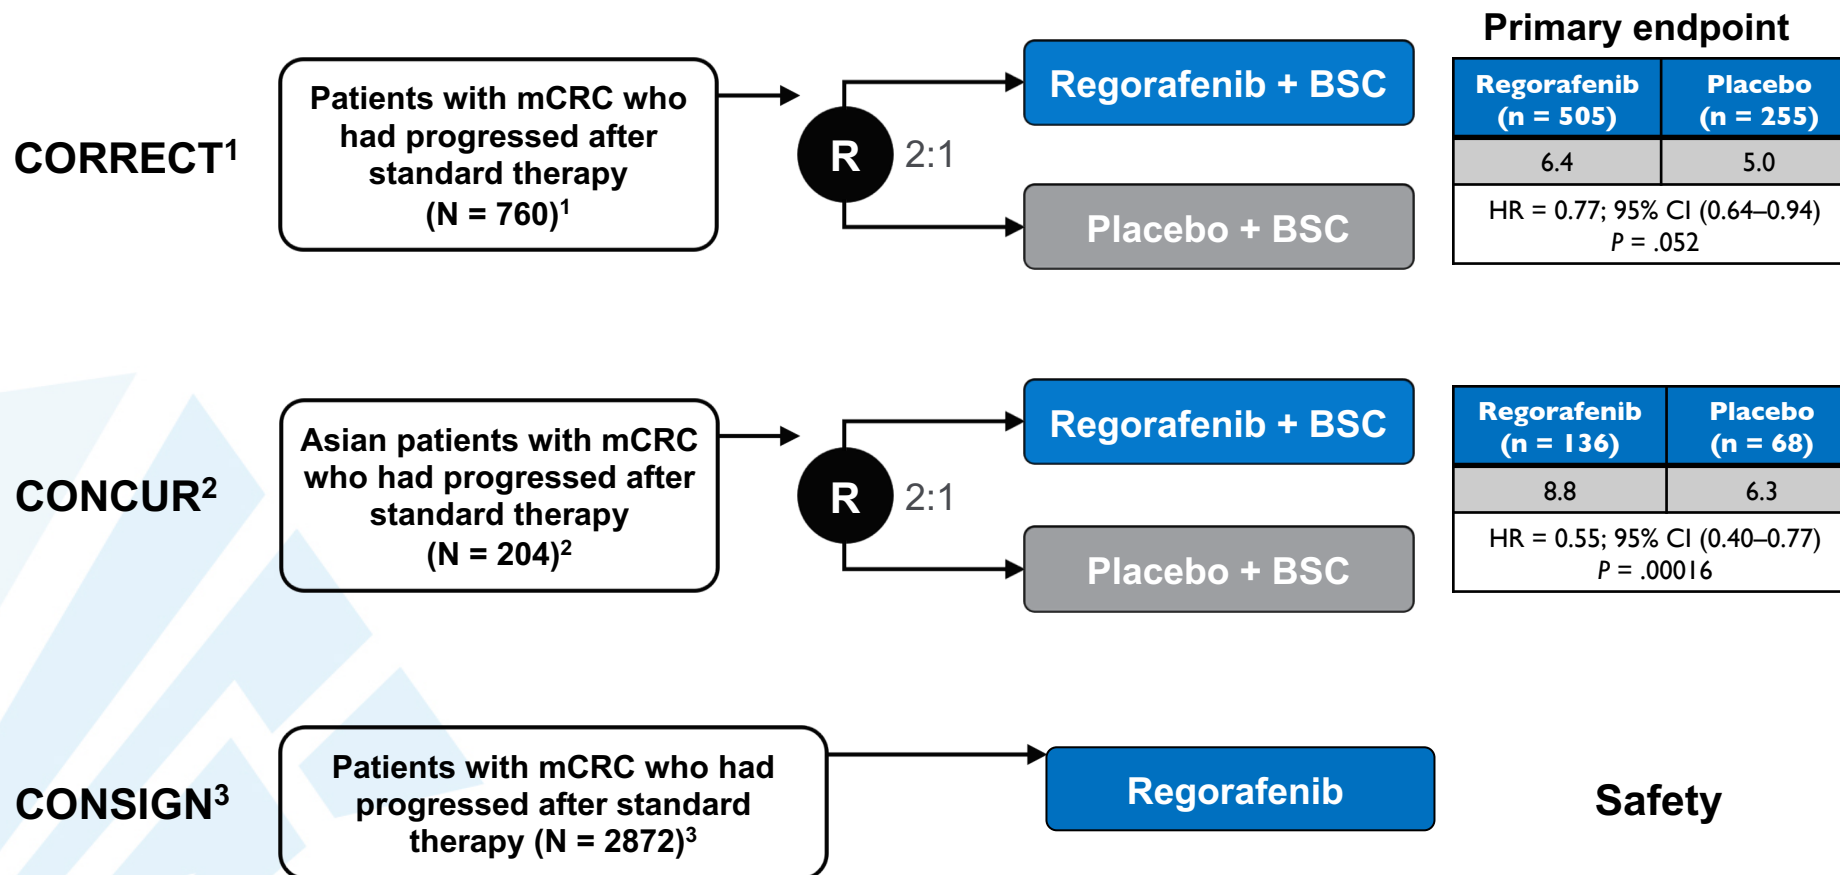 Primary endpoint
CORRECT¹
Patients with mCRC who
had progressed after
standard therapy
(N = 760)¹
R
2:1
Regorafenib + BSC
Placebo + BSC
Regorafenib Placebo
(n = 505) (n = 255)
6.4 5.0
HR = 0.77; 95% CI (0.64–0.94)
P = .052
CONCUR²
Asian patients with mCRC
who had progressed after
standard therapy
(N = 204)²
R
2:1
Regorafenib + BSC
Placebo + BSC
Regorafenib Placebo
(n = 136) (n = 68)
8.8 6.3
HR = 0.55; 95% CI (0.40–0.77)
P = .00016
CONSIGN³
Patients with mCRC who had
progressed after standard
therapy (N = 2872)³
Regorafenib
Safety